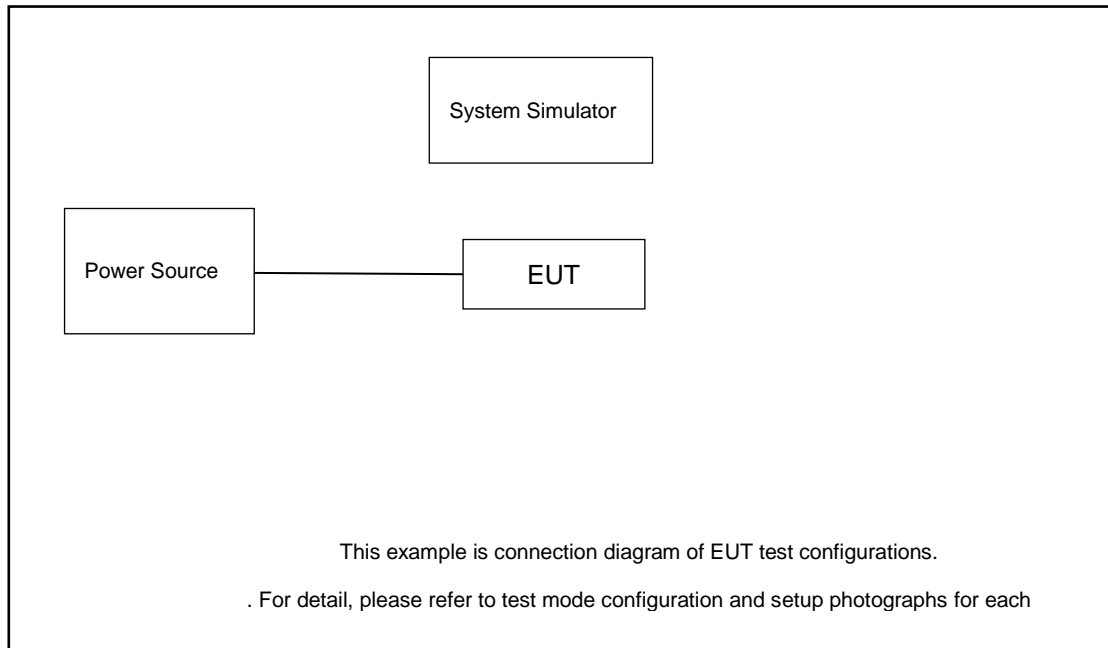 System Simulator
Power Source
EUT
This example is connection diagram of EUT test configurations.
. For detail, please refer to test mode configuration and setup photographs for each